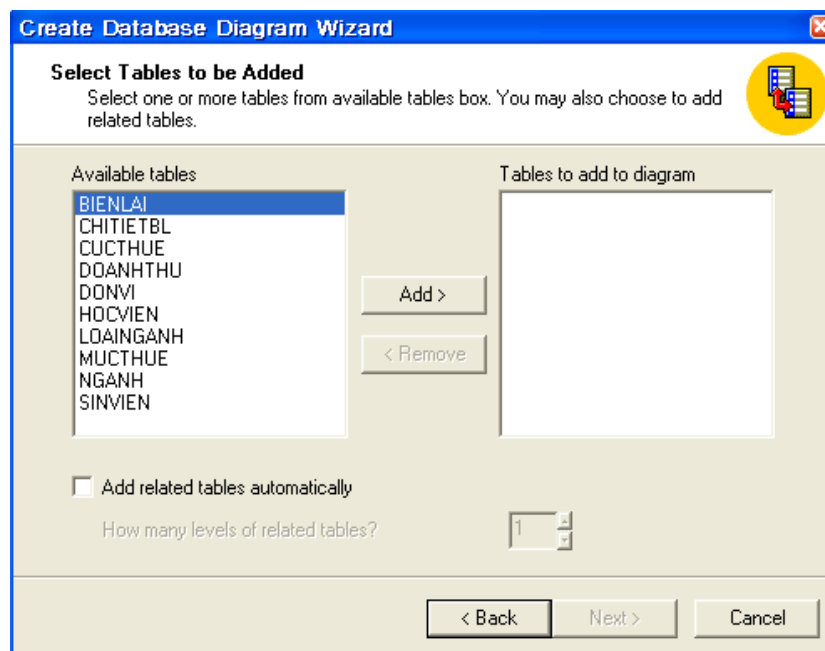 Create Database Diagram Wizard
Select Tables to be Added
Select one or more tables from available tables box. You may also choose to add
related tables.
Available tables
Tables to add to diagram
BIENLAI
CHITIETBL
CUCTHUE
DOANHTHU
DONVI
HOCVIEN
LOAINGANH
MUCTHUE
NGANH
SINVIEN
Add >
< Remove
Add related tables automatically
How many levels of related tables?
1
< Back
Next >
Cancel